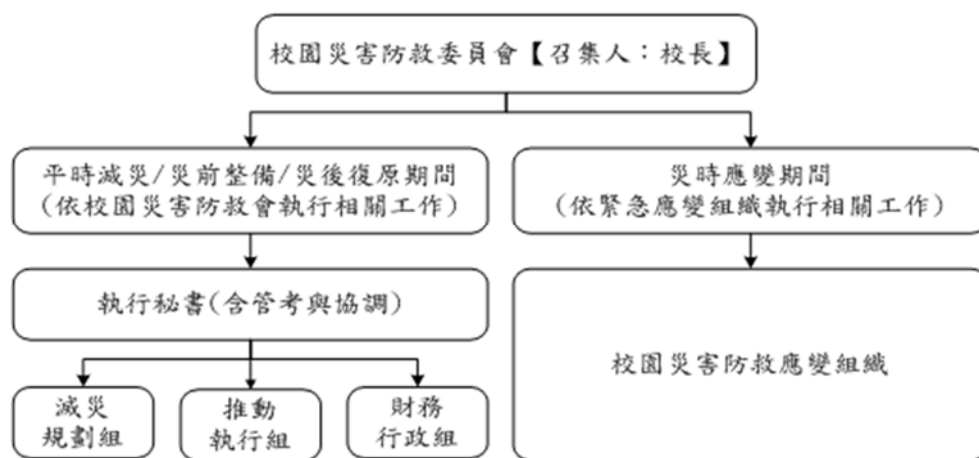 校園災害防救委員會【召集人：校長】
平時減災/災前整備/災後復原期間
(依校園災害防救會執行相關工作)
災時應變期間
(依緊急應變組織執行相關工作)
執行秘書(含管考與協調)
校園災害防救應變組織
減災
規劃組
推動
執行組
財務
行政組